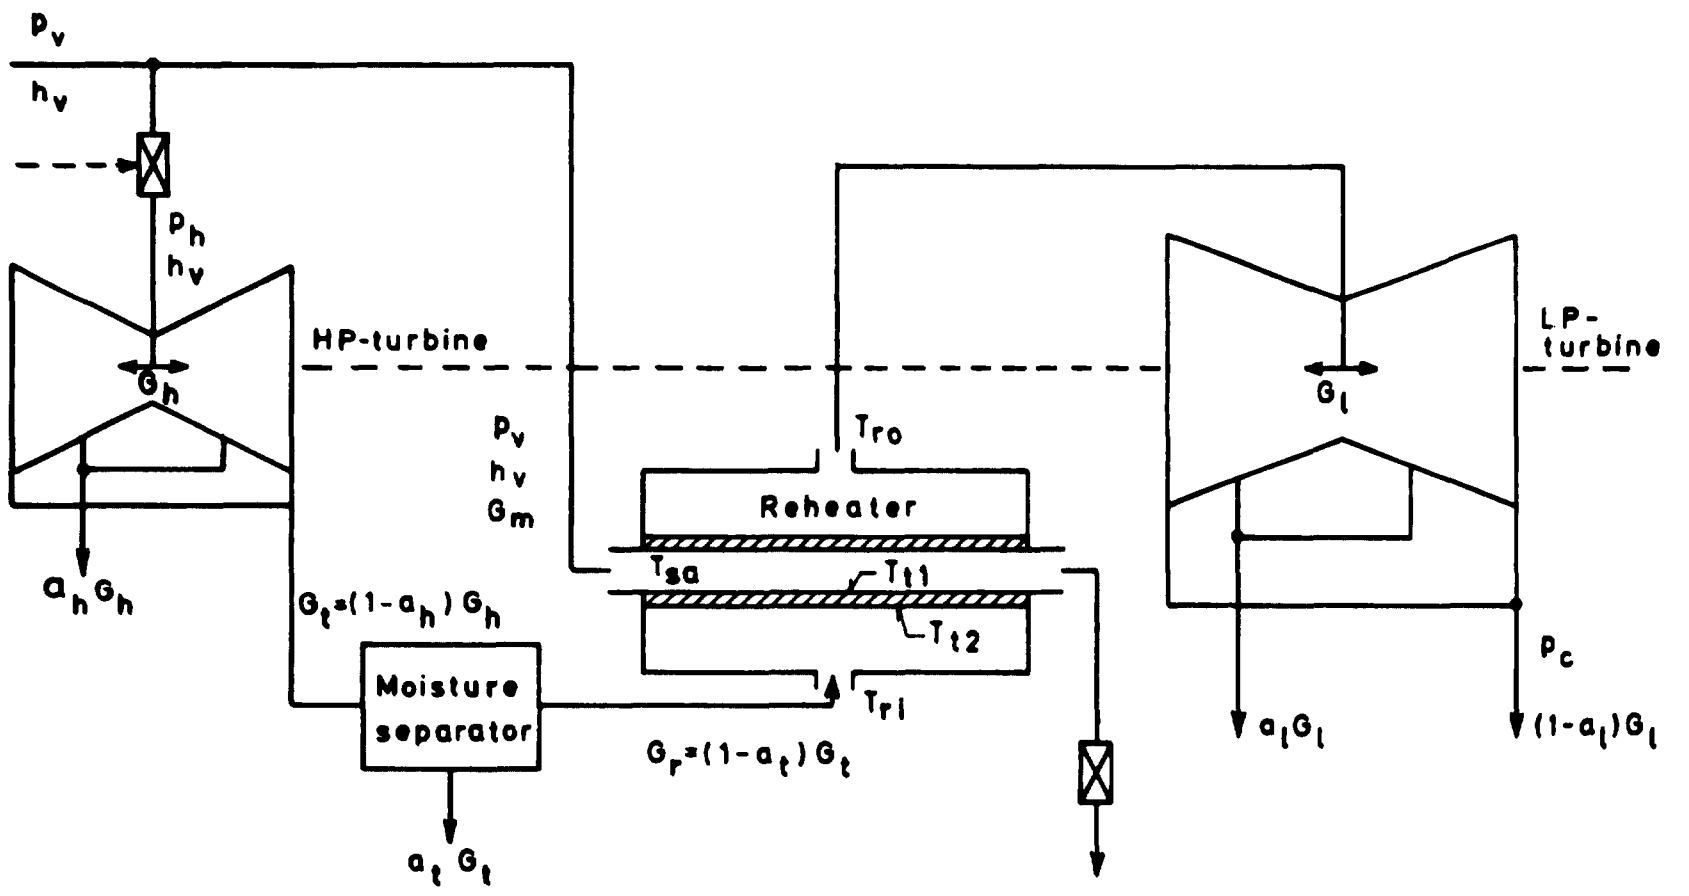 p_v
h_v
p_h
h_v
G_h
HP-turbine
LP-
turbine
G_l
p_v
h_v
G_m
T_ro
Reheater
T_sa
T_t1
T_t2
T_ri
a_h G_h
G_t=(1-a_h) G_h
Moisture
separator
G_r=(1-a_t) G_t
a_t G_t
p_c
a_l G_l
(1-a_l) G_l